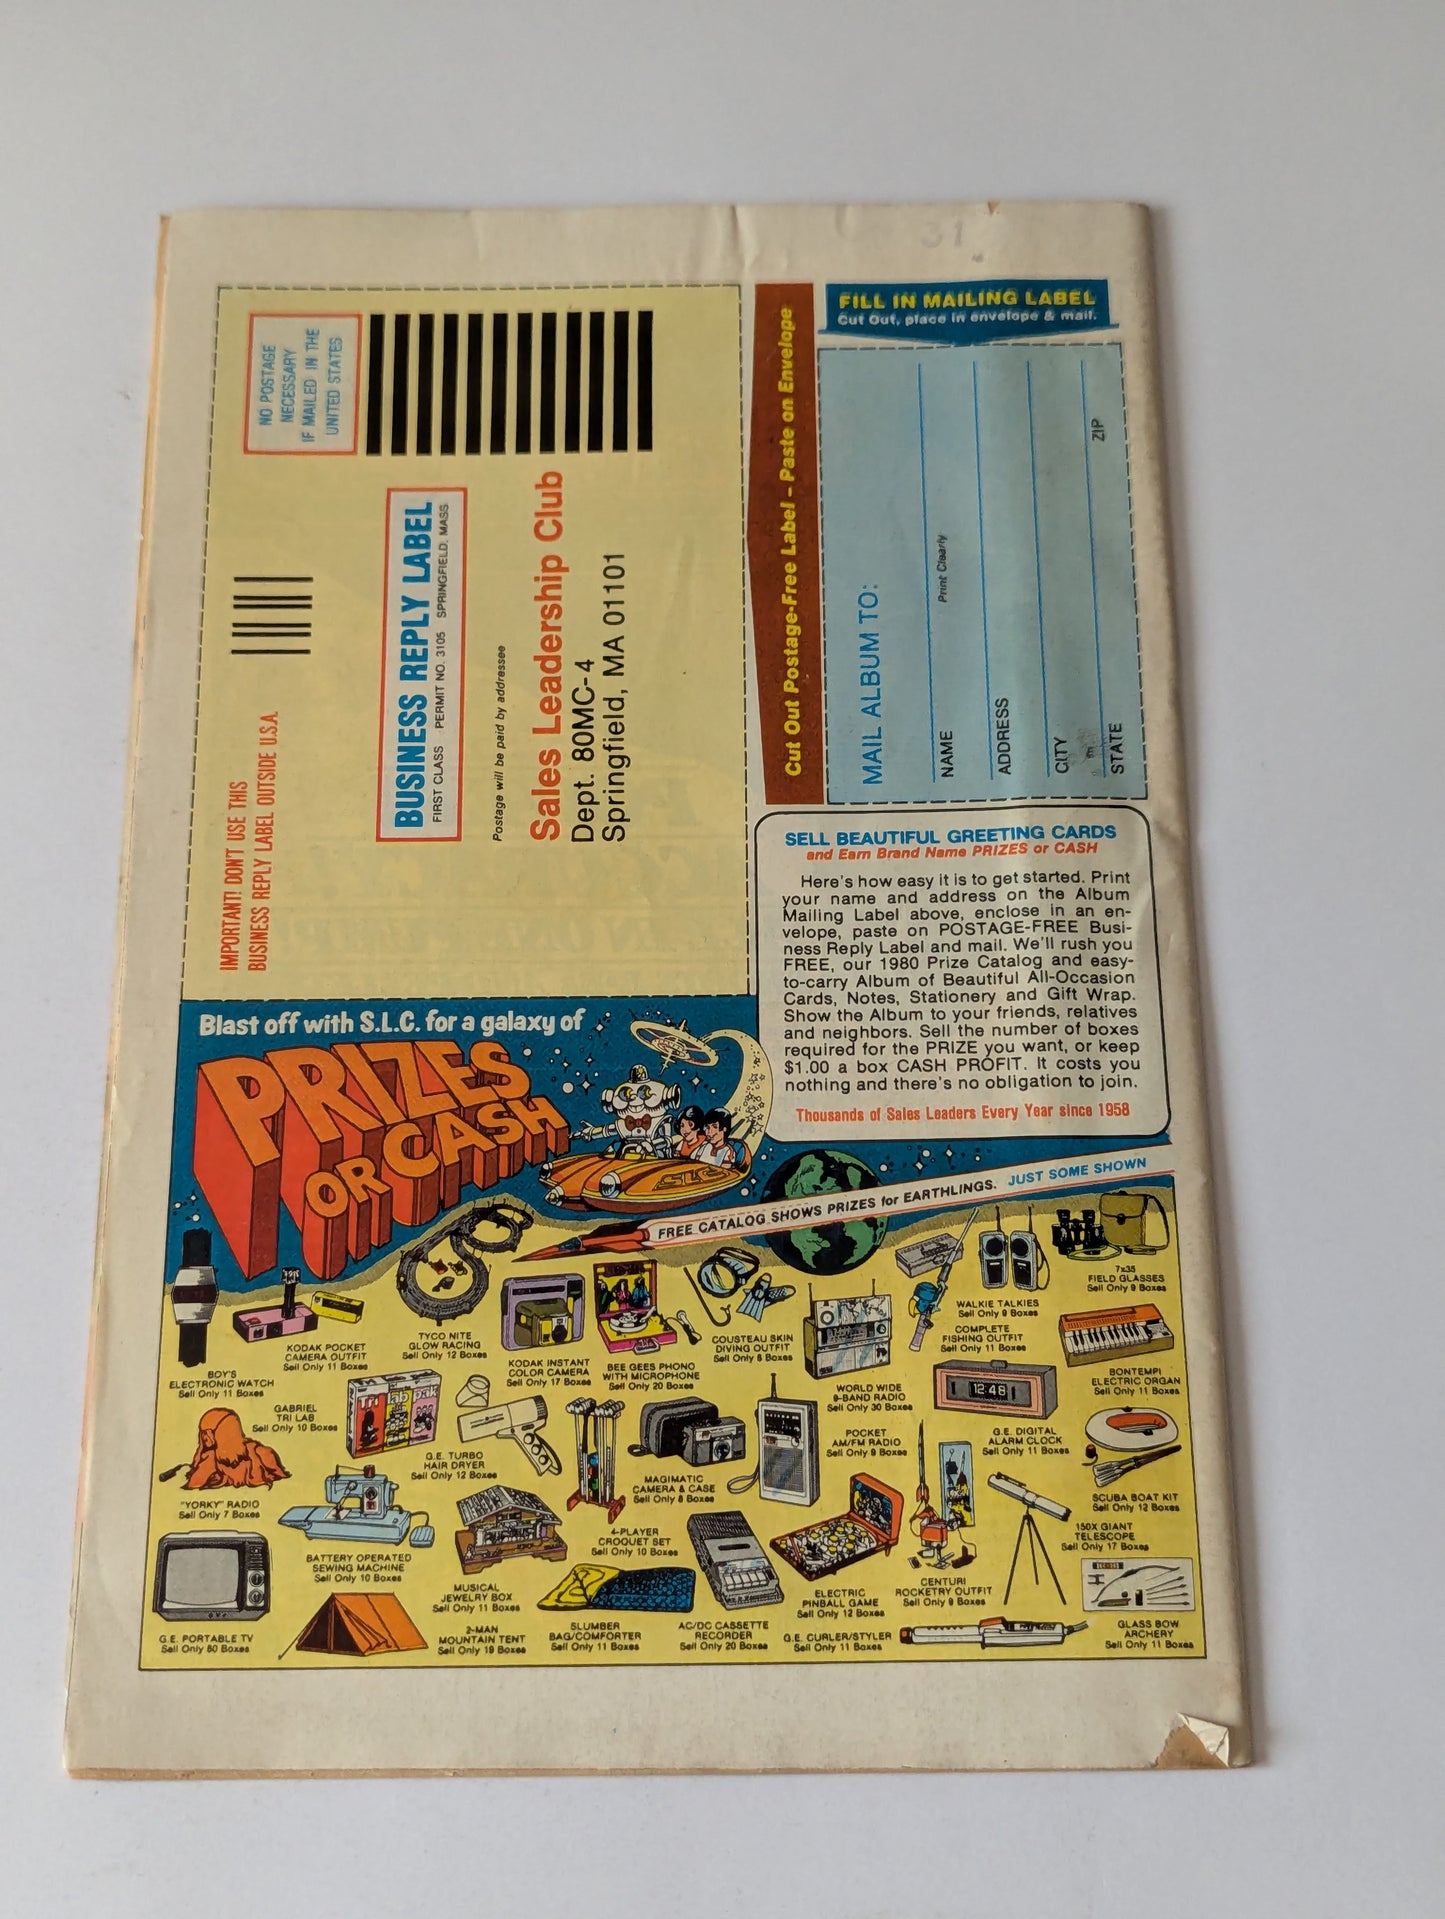 31
FILL IN MAILING LABEL
Cut Out, place in envelope & mail.
NO POSTAGE
NECESSARY
IF MAILED IN THE
UNITED STATES
IMPORTANT! DON'T USE THIS
BUSINESS REPLY LABEL OUTSIDE U.S.A.
BUSINESS REPLY LABEL
FIRST CLASS PERMIT NO. 3105 SPRINGFIELD, MASS
Postage will be paid by addressee
Sales Leadership Club
Dept. 80MC-4
Springfield, MA 01101
Cut Out Postage-Free Label – Paste on Envelope
MAIL ALBUM TO:
NAME
Print Clearly
ADDRESS
CITY
STATE
ZIP
SELL BEAUTIFUL GREETING CARDS
and Earn Brand Name PRIZES or CASH
Here's how easy it is to get started. Print
your name and address on the Album
Mailing Label above, enclose in an en-
velope, paste on POSTAGE-FREE Busi-
ness Reply Label and mail. We'll rush you
FREE, our 1980 Prize Catalog and easy-
to-carry Album of Beautiful All-Occasion
Cards, Notes, Stationery and Gift Wrap.
Show the Album to your friends, relatives
and neighbors. Sell the number of boxes
required for the PRIZE you want, or keep
$1.00 a box CASH PROFIT. It costs you
nothing and there's no obligation to join.
Thousands of Sales Leaders Every Year since 1958
Blast off with S.L.C. for a galaxy of
PRIZES
OR CASH
SLC
FREE CATALOG SHOWS PRIZES for EARTHLINGS. JUST SOME SHOWN
BOY'S
ELECTRONIC WATCH
Sell Only 11 Boxes
KODAK POCKET
CAMERA OUTFIT
Sell Only 11 Boxes
TYCO NITE
GLOW RACING
Sell Only 12 Boxes
KODAK INSTANT
COLOR CAMERA
Sell Only 17 Boxes
BEE GEES PHONO
WITH MICROPHONE
Sell Only 20 Boxes
COUSTEAU SKIN
DIVING OUTFIT
Sell Only 8 Boxes
WORLD WIDE
9-BAND RADIO
Sell Only 30 Boxes
COMPLETE
FISHING OUTFIT
Sell Only 11 Boxes
WALKIE TALKIES
Sell Only 9 Boxes
7x35
FIELD GLASSES
Sell Only 9 Boxes
BONTEMPI
ELECTRIC ORGAN
Sell Only 11 Boxes
GABRIEL
TRI LAB
Sell Only 10 Boxes
Tri lab pak
G.E. TURBO
HAIR DRYER
Sell Only 12 Boxes
MAGIMATIC
CAMERA & CASE
Sell Only 8 Boxes
POCKET
AM/FM RADIO
Sell Only 9 Boxes
12:48
G.E. DIGITAL
ALARM CLOCK
Sell Only 11 Boxes
SCUBA BOAT KIT
Sell Only 12 Boxes
"YORKY" RADIO
Sell Only 7 Boxes
BATTERY OPERATED
SEWING MACHINE
Sell Only 10 Boxes
MUSICAL
JEWELRY BOX
Sell Only 11 Boxes
4-PLAYER
CROQUET SET
Sell Only 10 Boxes
ELECTRIC
PINBALL GAME
Sell Only 12 Boxes
CENTURI
ROCKETRY OUTFIT
Sell Only 9 Boxes
150X GIANT
TELESCOPE
Sell Only 17 Boxes
G.E. PORTABLE TV
Sell Only 60 Boxes
2-MAN
MOUNTAIN TENT
Sell Only 19 Boxes
SLUMBER
BAG/COMFORTER
Sell Only 11 Boxes
AC/DC CASSETTE
RECORDER
Sell Only 20 Boxes
G.E. CURLER/STYLER
Sell Only 11 Boxes
GLASS BOW
ARCHERY
Sell Only 11 Boxes